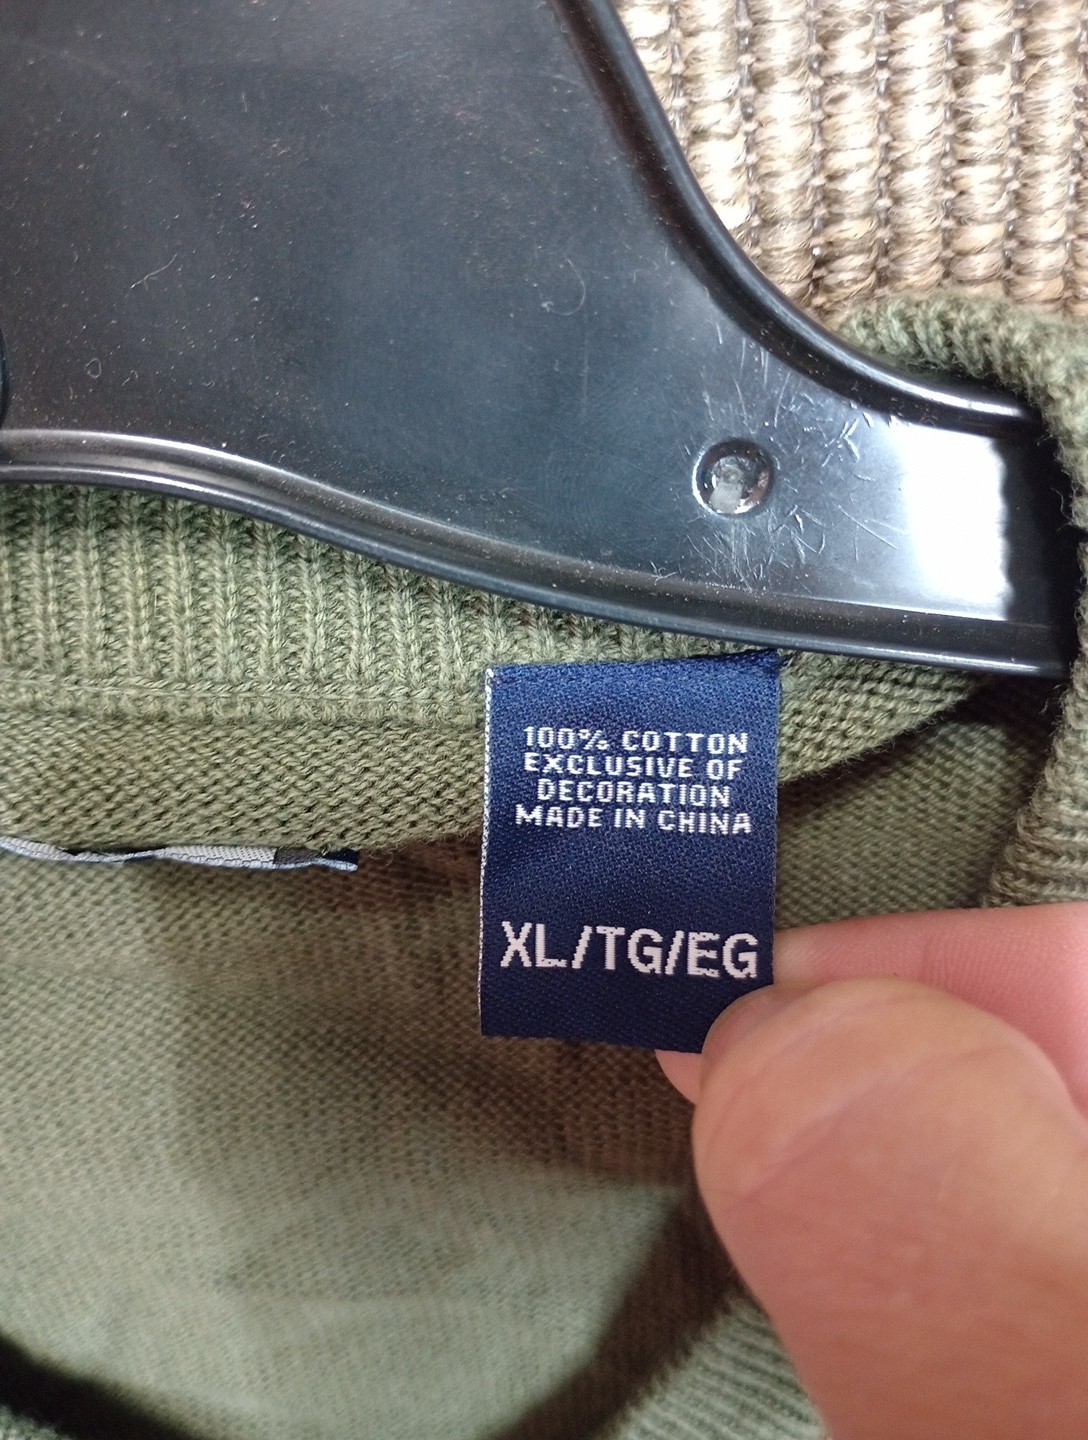 100% COTTON
EXCLUSIVE OF
DECORATION
MADE IN CHINA
XL/TG/EG